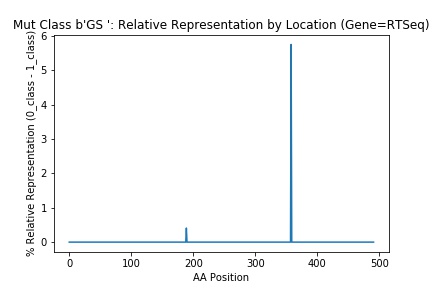 Mut Class b'GS ': Relative Representation by Location (Gene=RTSeq)
% Relative Representation (0_class - 1_class)
6
5
4
3
2
1
0
0 100 200 300 400 500
AA Position